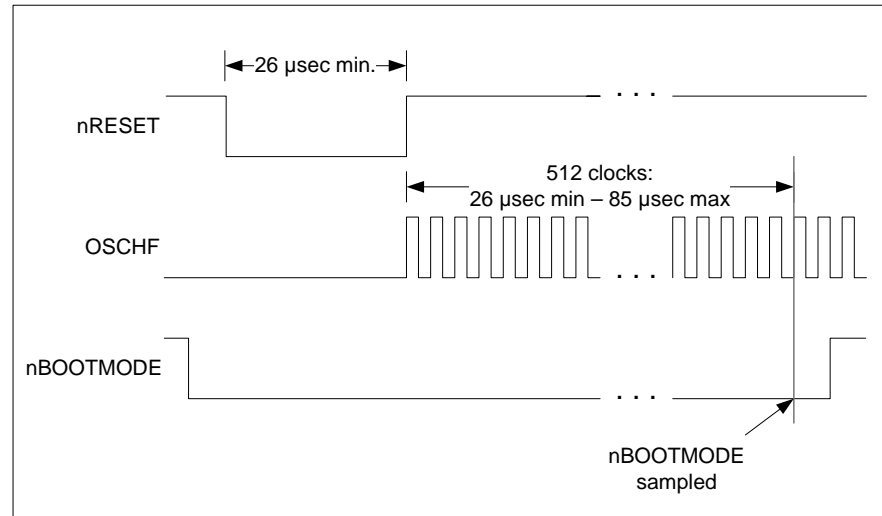 26 µsec min.
nRESET
. . .
512 clocks:
26 µsec min – 85 µsec max
OSCHF
. . .
nBOOTMODE
. . .
nBOOTMODE
sampled